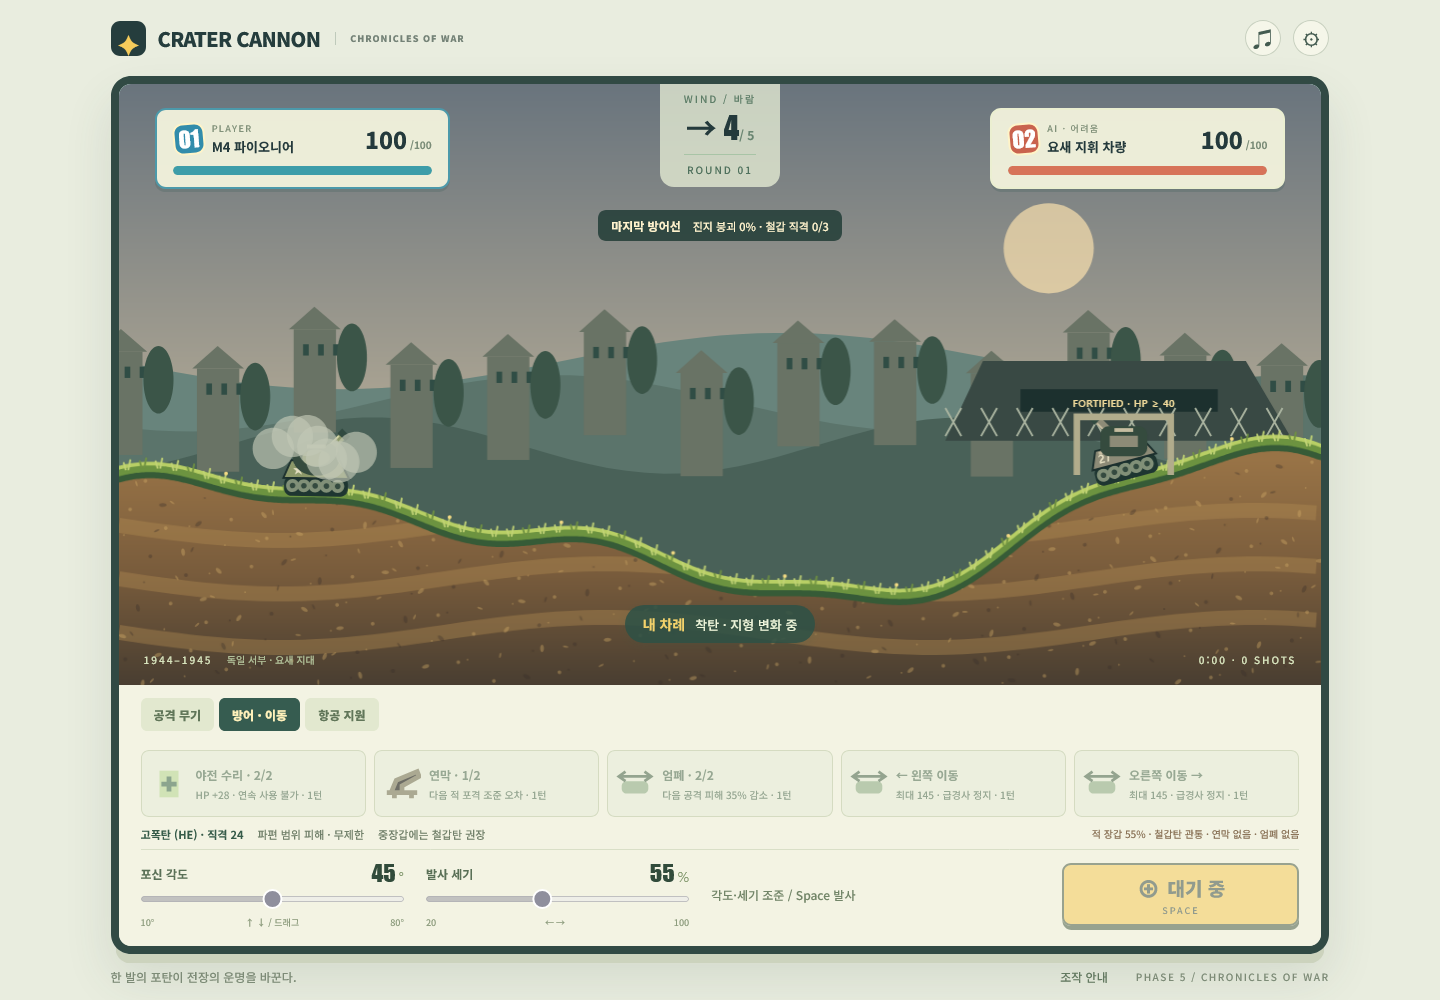 CRATER CANNON
CHRONICLES OF WAR
01
PLAYER
M4 파이오니어
100 /100
WIND / 바람
→ 4 / 5
ROUND 01
02
AI · 어려움
요새 지휘 차량
100 /100
마지막 방어선 진지 붕괴 0% · 철갑 직격 0/3
FORTIFIED · HP ≥ 40
내 차례 착탄 · 지형 변화 중
1944–1945 독일 서부 · 요새 지대
0:00 · 0 SHOTS
공격 무기
방어 · 이동
항공 지원
야전 수리 · 2/2
HP +28 · 연속 사용 불가 · 1턴
연막 · 1/2
다음 적 포격 조준 오차 · 1턴
엄폐 · 2/2
다음 공격 피해 35% 감소 · 1턴
← 왼쪽 이동
최대 145 · 급경사 정지 · 1턴
오른쪽 이동 →
최대 145 · 급경사 정지 · 1턴
고폭탄 (HE) · 직격 24 파편 범위 피해 · 무제한 중장갑에는 철갑탄 권장
적 장갑 55% · 철갑탄 관통 · 연막 없음 · 엄폐 없음
포신 각도 45°
10° ↑ ↓ / 드래그 80°
발사 세기 55%
20 ←→ 100
각도·세기 조준 / Space 발사
대기 중
SPACE
한 발의 포탄이 전장의 운명을 바꾼다.
조작 안내
PHASE 5 / CHRONICLES OF WAR